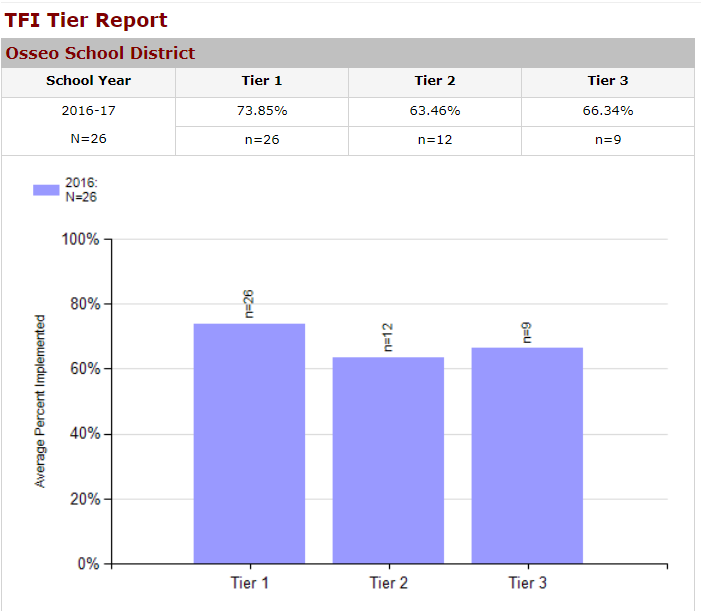 TFI Tier Report
Osseo School District
School Year Tier 1 Tier 2 Tier 3
2016-17 73.85% 63.46% 66.34%
N=26 n=26 n=12 n=9
2016:
N=26
Average Percent Implemented
100%
80%
60%
40%
20%
0%
n=26
n=12
n=9
Tier 1 Tier 2 Tier 3